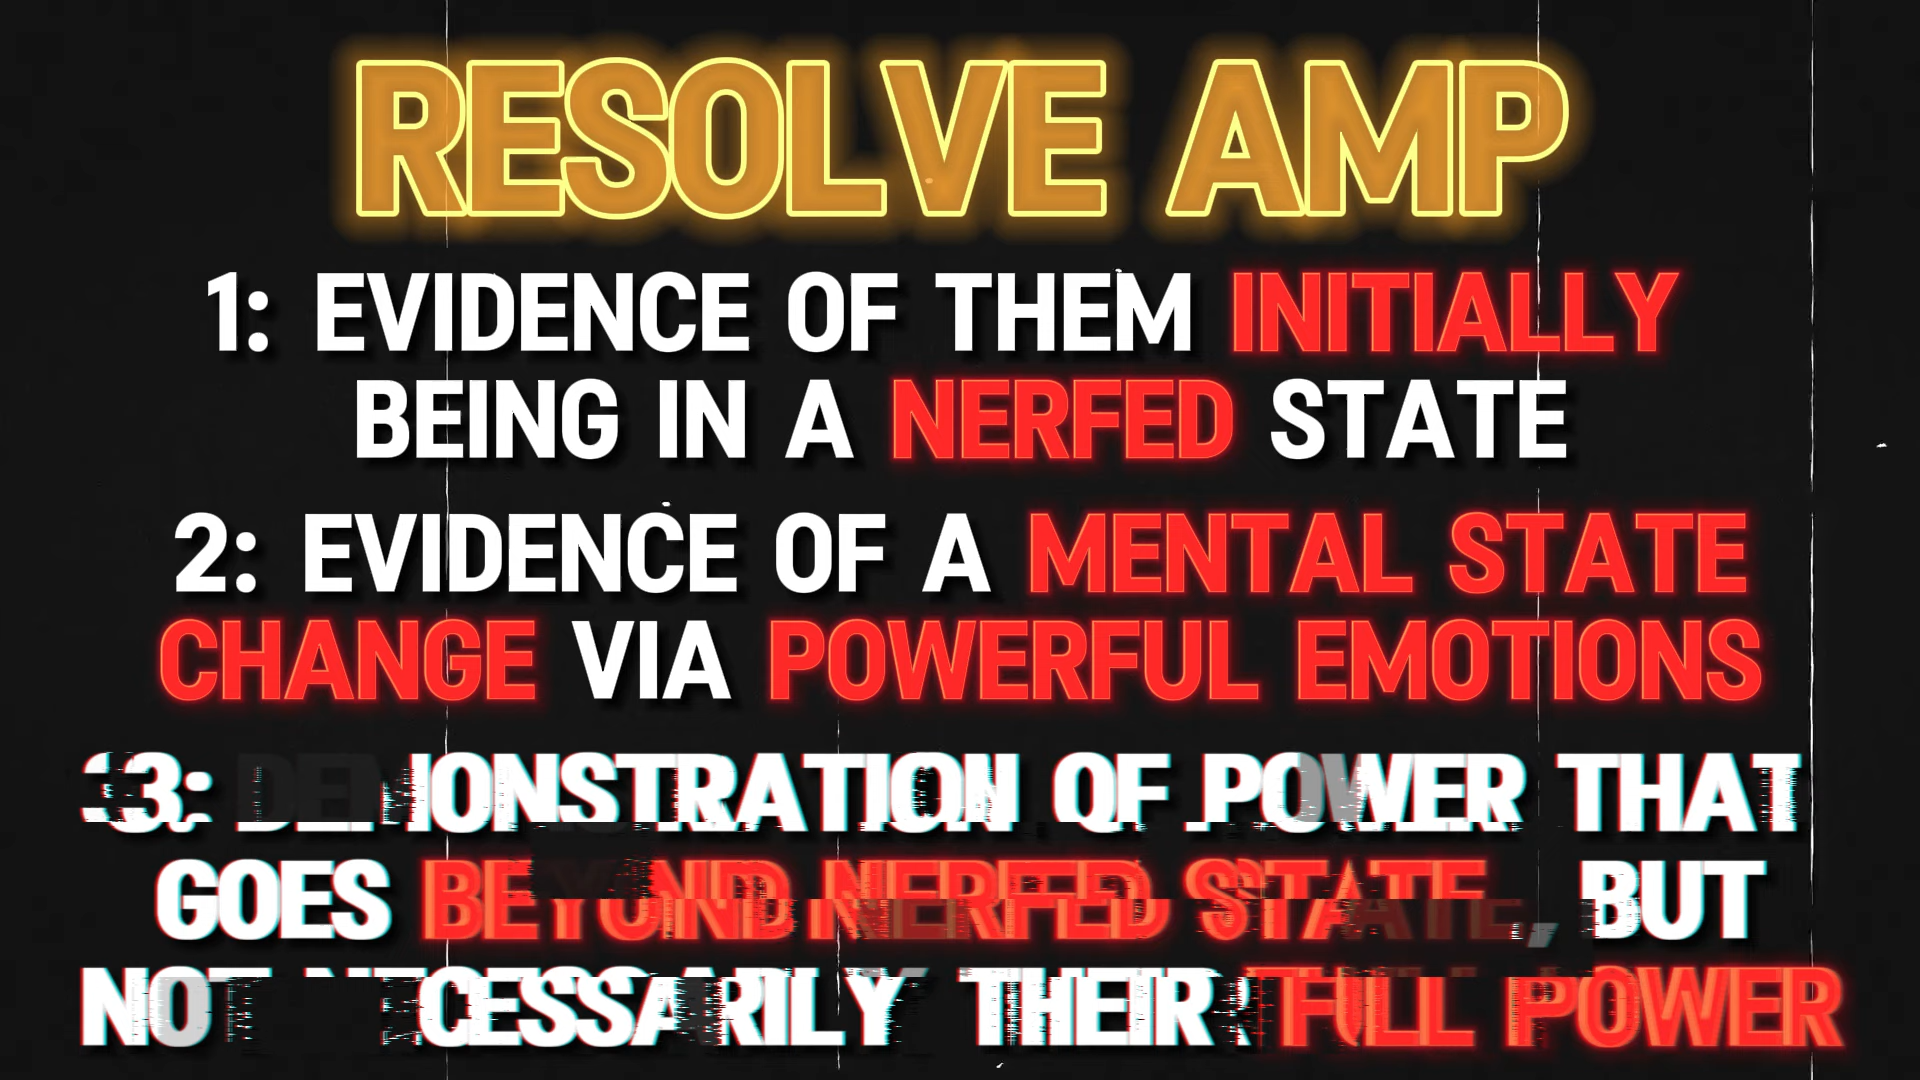 RESOLVE AMP
1: EVIDENCE OF THEM INITIALLY
BEING IN A NERFED STATE
2: EVIDENCE OF A MENTAL STATE
CHANGE VIA POWERFUL EMOTIONS
3: DEMONSTRATION OF POWER THAT
GOES BEYOND NERFED STATE, BUT
NOT NECESSARILY THEIR FULL POWER